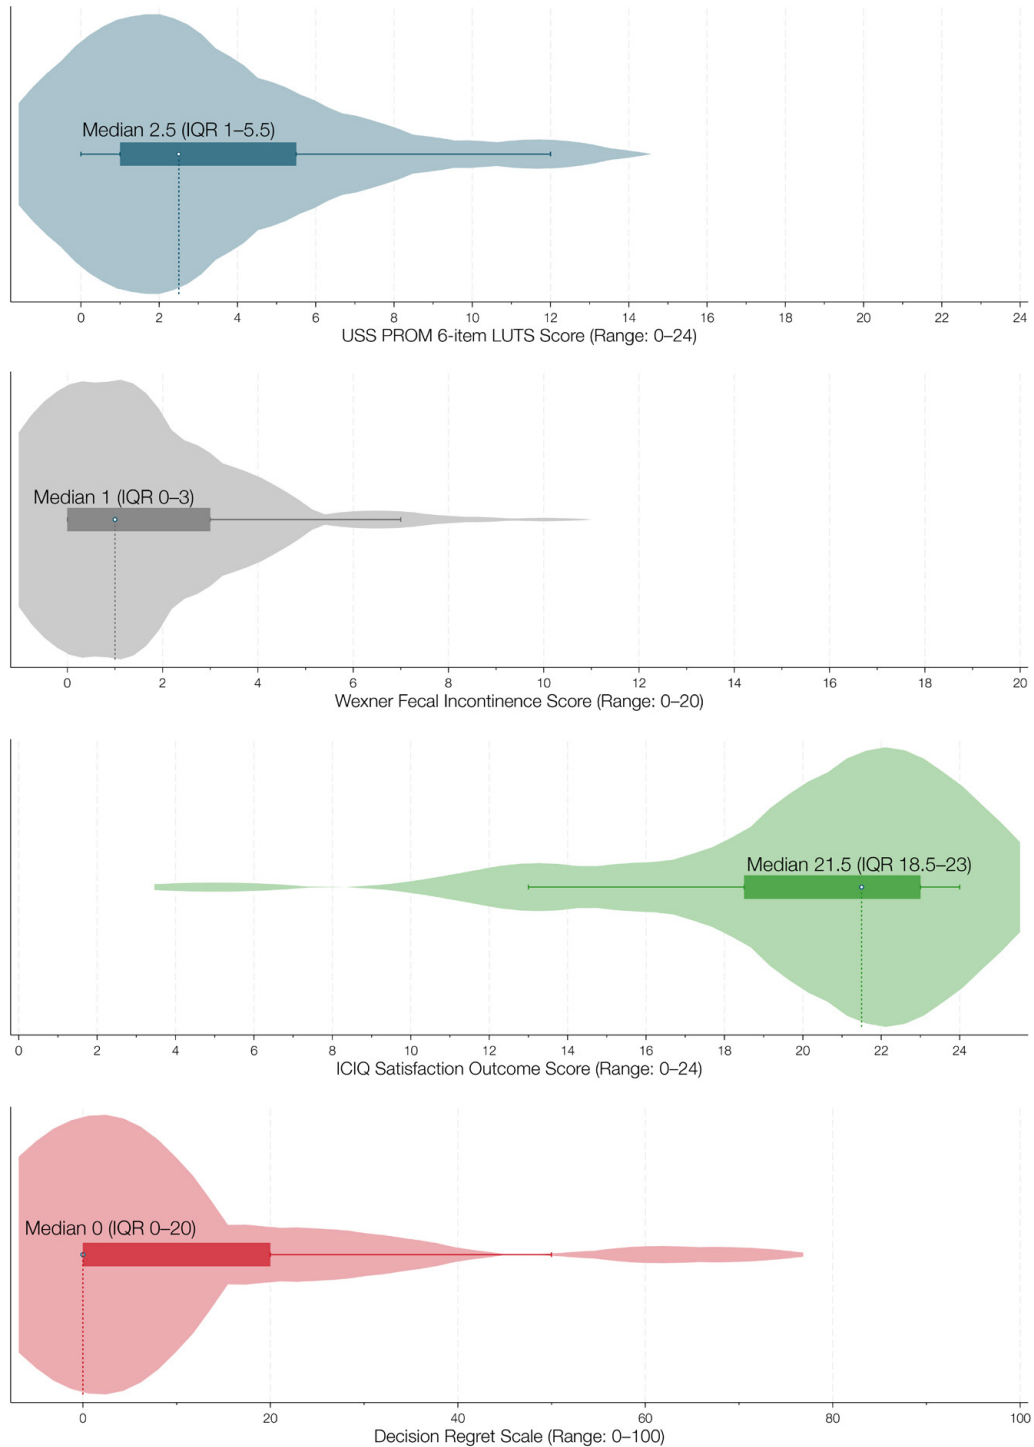 Median 2.5 (IQR 1–5.5)
0 2 4 6 8 10 12 14 16 18 20 22 24
USS PROM 6-item LUTS Score (Range: 0–24)
Median 1 (IQR 0–3)
0 2 4 6 8 10 12 14 16 18 20
Wexner Fecal Incontinence Score (Range: 0–20)
Median 21.5 (IQR 18.5–23)
0 2 4 6 8 10 12 14 16 18 20 22 24
ICIQ Satisfaction Outcome Score (Range: 0–24)
Median 0 (IQR 0–20)
0 20 40 60 80 100
Decision Regret Scale (Range: 0–100)